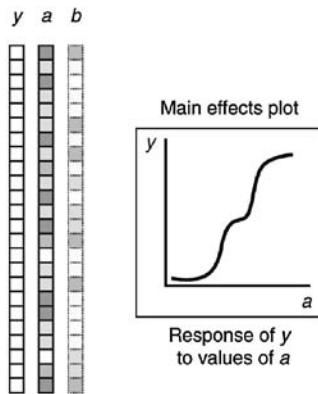 y a b
Main effects plot
y
a
Response of y
to values of a